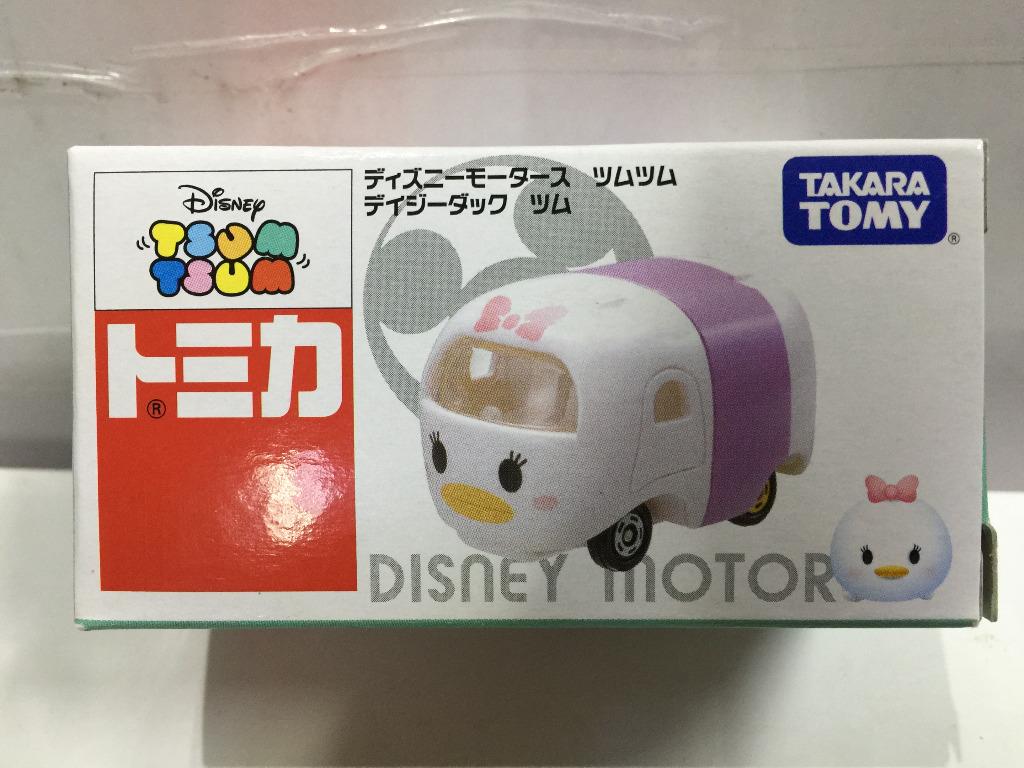 Disney
TSUM
TSUM
トミカ
®
ディズニーモータース ツムツム
デイジーダック ツム
TAKARA
TOMY
®
DISNEY MOTOR